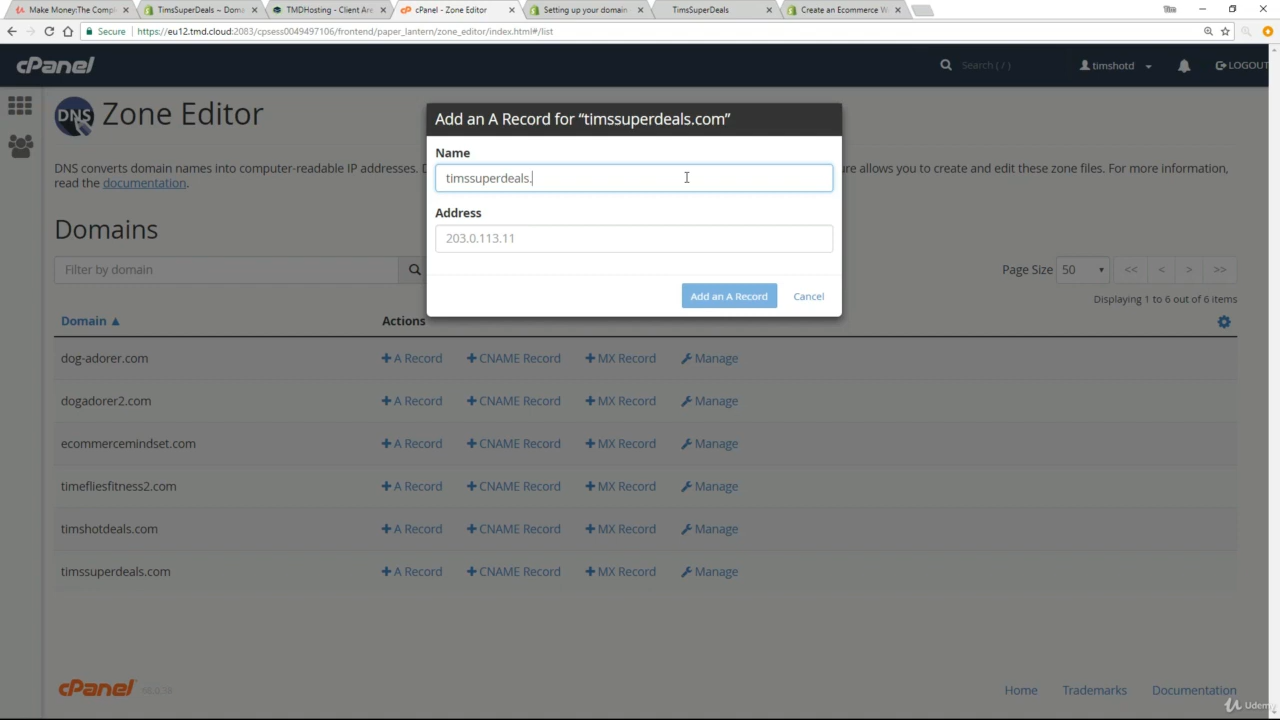 Make Money:The Compl
TimsSuperDeals ~ Doma
TMDHosting - Client Are
cPanel - Zone Editor
Setting up your domain
TimsSuperDeals
Create an Ecommerce W
Tim
Secure
https://eu12.tmd.cloud:2083/cpsess0049497106/frontend/paper_lantern/zone_editor/index.html#/list
cPanel
Search ( / )
timshotd
LOGOUT
DNS
Zone Editor
Add an A Record for “timssuperdeals.com”
DNS converts domain names into computer-readable IP addresses. D
ure allows you to create and edit these zone files. For more information,
read the documentation.
Name
timssuperdeals.
Address
203.0.113.11
Add an A Record
Cancel
Domains
Filter by domain
Page Size
50
<<
<
>
>>
Displaying 1 to 6 out of 6 items
Domain
Actions
dog-adorer.com
A Record CNAME Record MX Record Manage
dogadorer2.com
A Record CNAME Record MX Record Manage
ecommercemindset.com
A Record CNAME Record MX Record Manage
timefliesfitness2.com
A Record CNAME Record MX Record Manage
timshotdeals.com
A Record CNAME Record MX Record Manage
timssuperdeals.com
A Record CNAME Record MX Record Manage
cPanel
Home
Trademarks
Documentation
Udemy